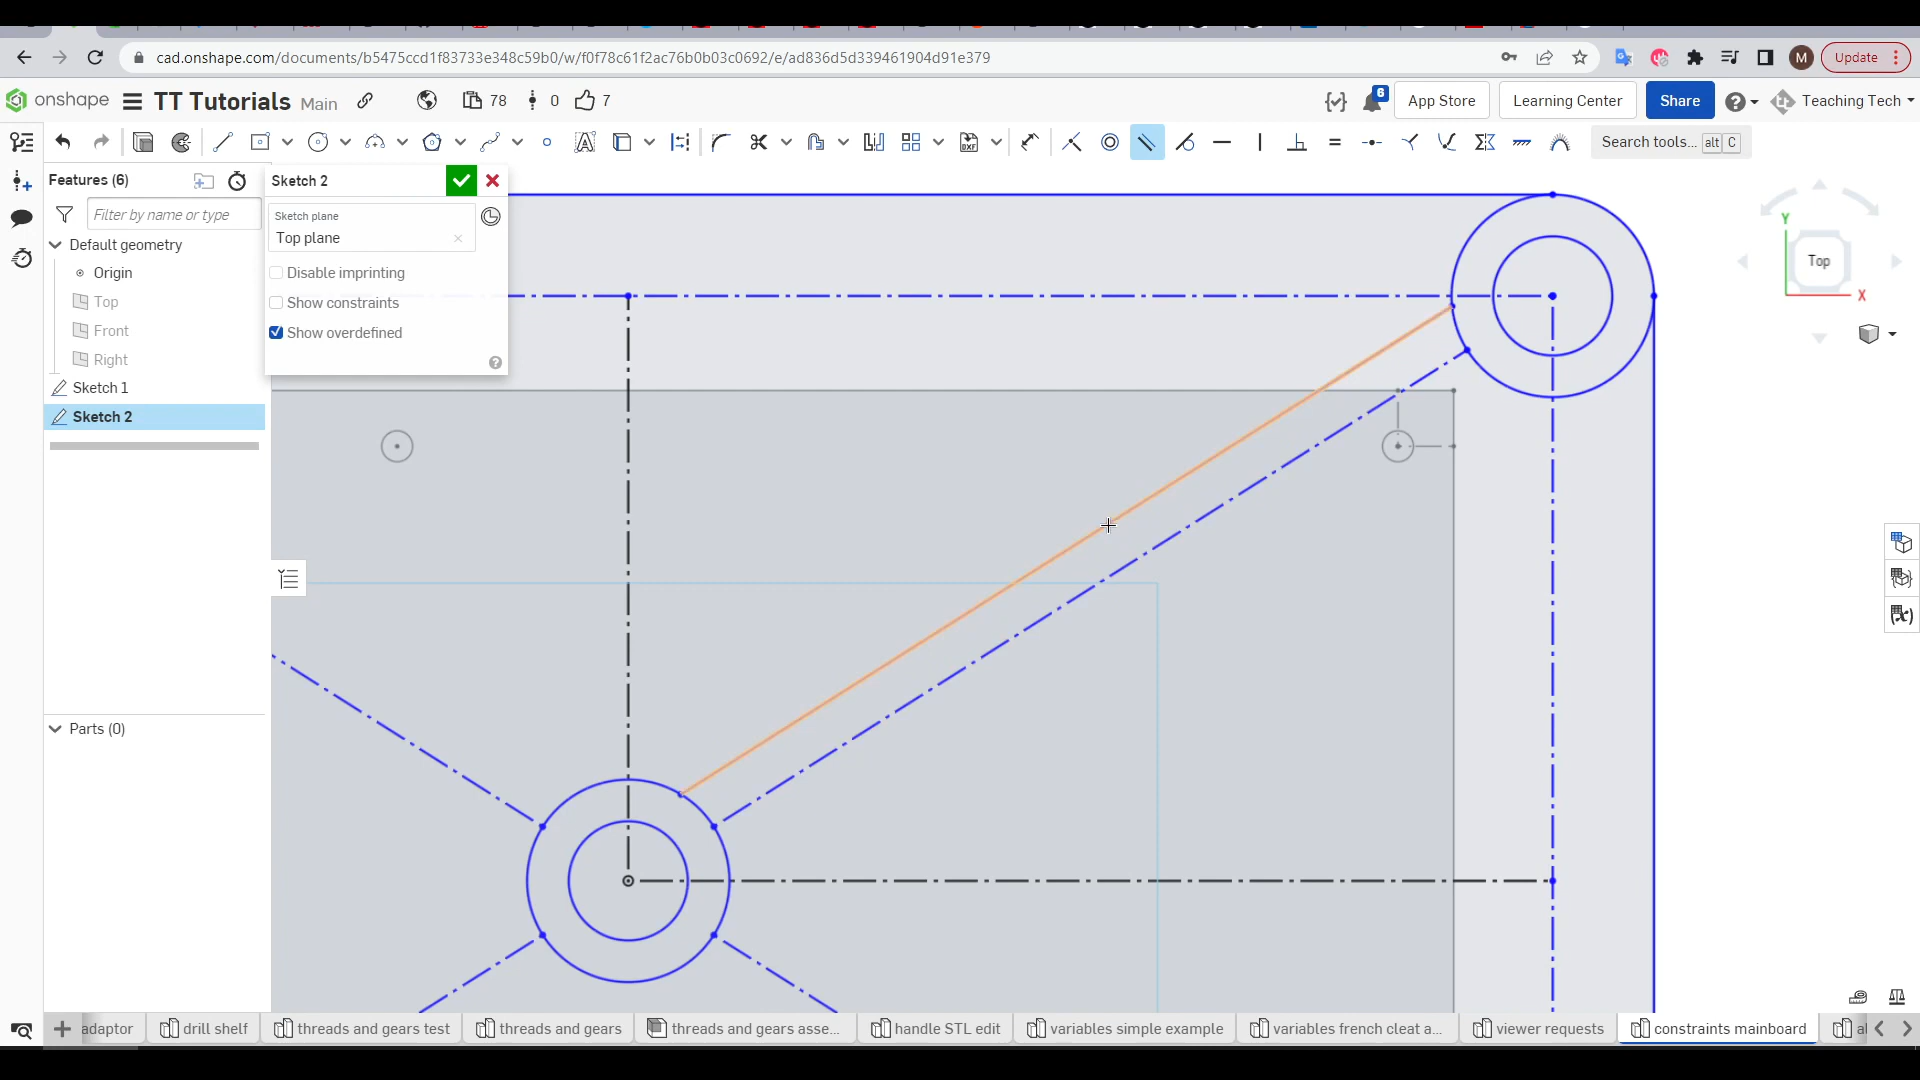 cad.onshape.com/documents/b5475ccd1f83733e348c59b0/w/f0f78c61f2ac76b0b03c0692/e/ad836d5d339461904d91e379
M
Update
onshape
TT Tutorials
Main
78
0
7
6
App Store
Learning Center
Share
Teaching Tech
DXF
Search tools...
alt
C
Features (6)
Sketch 2
Filter by name or type
Sketch plane
Top plane
Default geometry
Origin
Disable imprinting
Top
Show constraints
Front
Show overdefined
Right
Sketch 1
Sketch 2
Y
Top
X
(x)
Parts (0)
adaptor
drill shelf
threads and gears test
threads and gears
threads and gears asse...
handle STL edit
variables simple example
variables french cleat a...
viewer requests
constraints mainboard